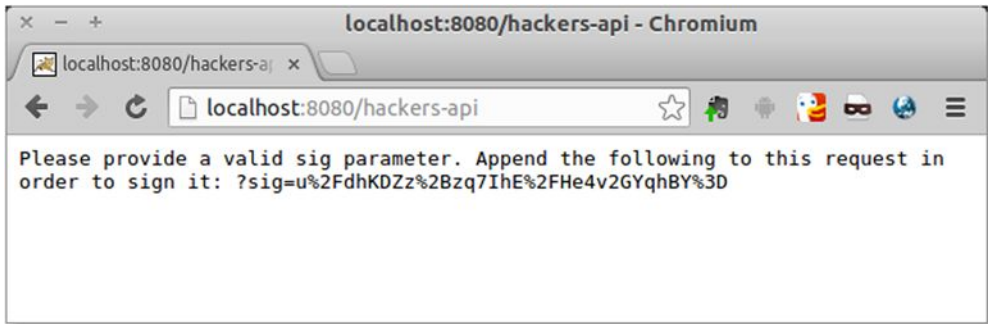 localhost:8080/hackers-api - Chromium
localhost:8080/hackers-a
localhost:8080/hackers-api
Please provide a valid sig parameter. Append the following to this request in
order to sign it: ?sig=u%2FdhKDZz%2Bzq7IhE%2FHe4v2GYqhBY%3D